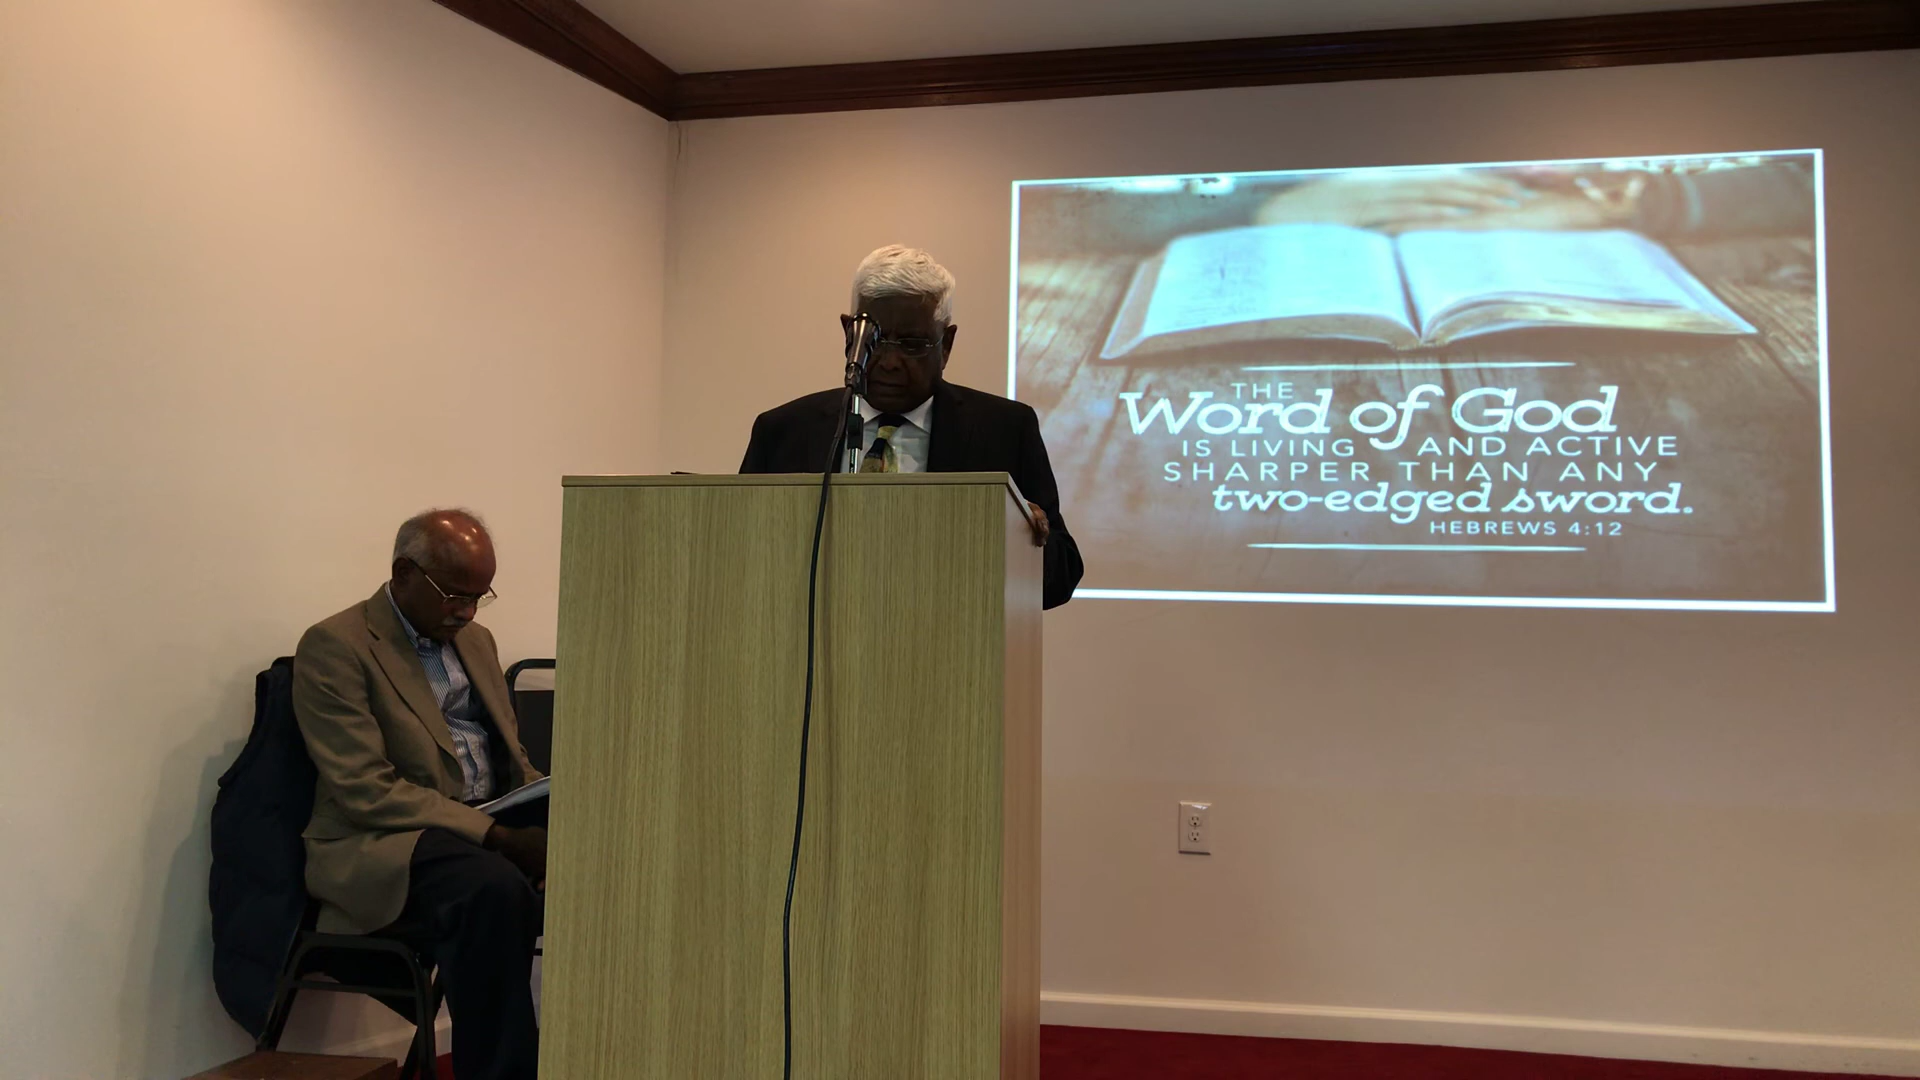 THE
Word of God
IS LIVING AND ACTIVE
SHARPER THAN ANY
two-edged sword.
HEBREWS 4:12